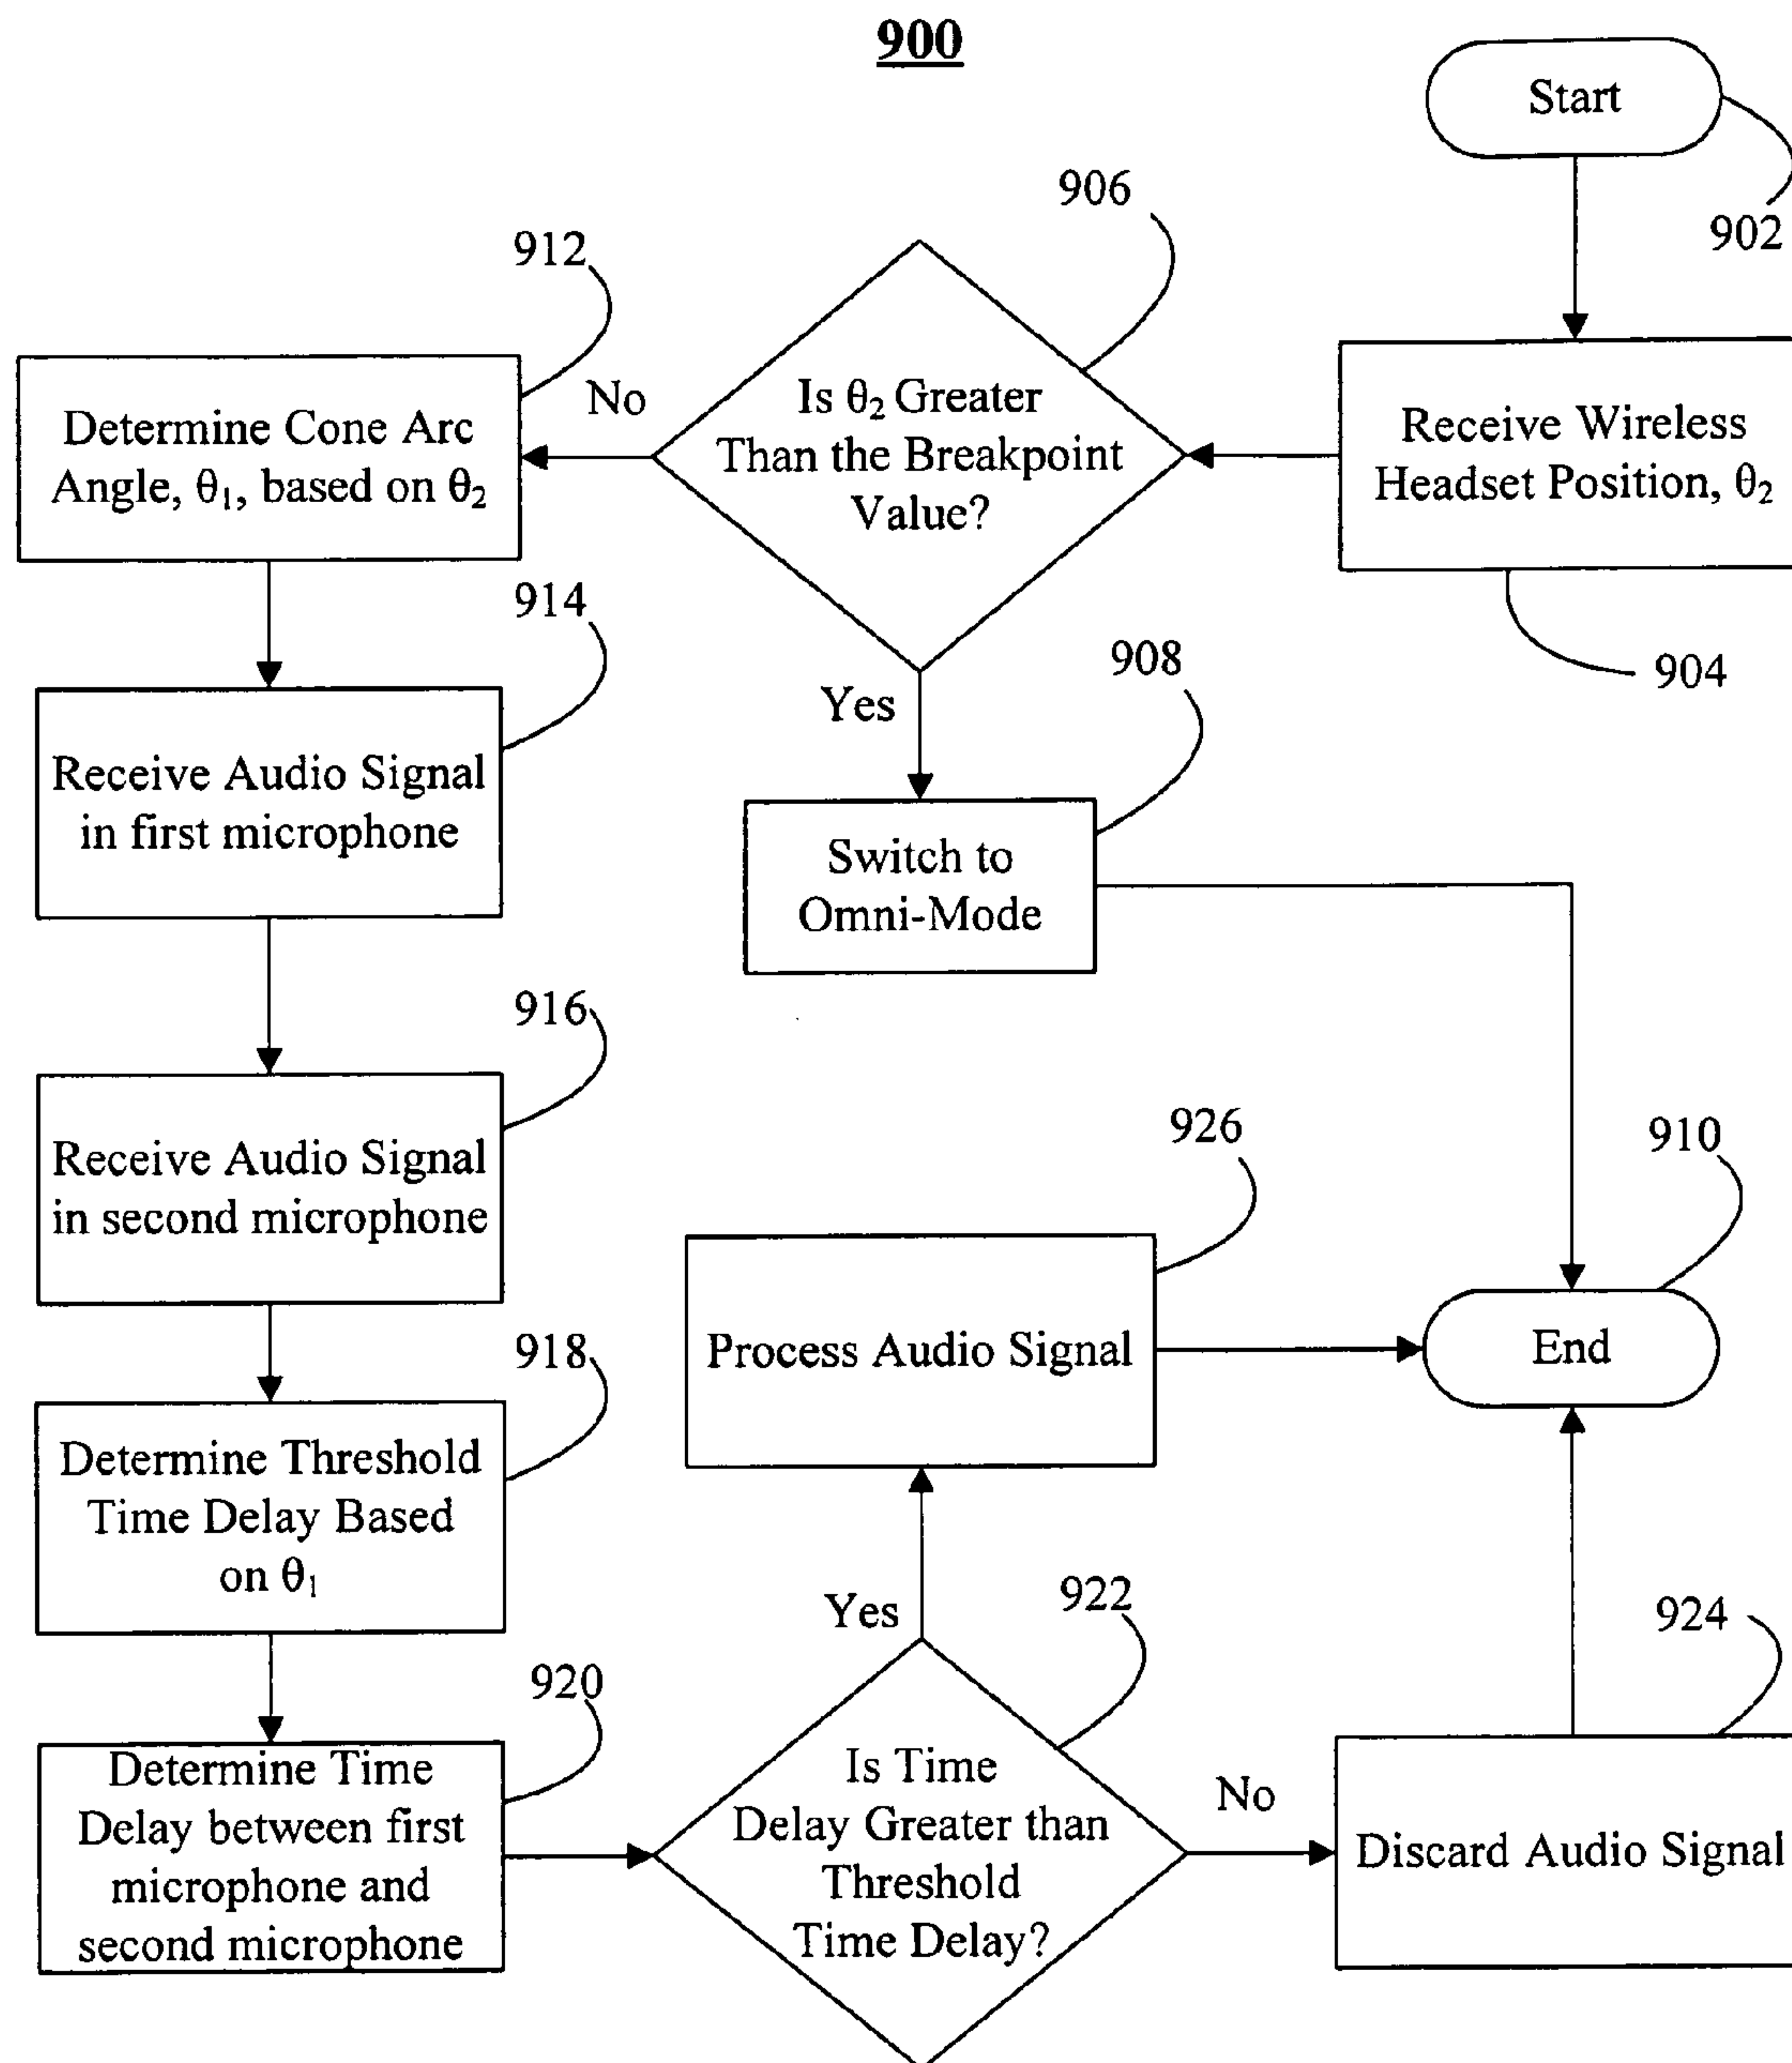 900
Start
902
Receive Wireless
Headset Position, θ₂
904
906
Is θ₂ Greater
Than the Breakpoint
Value?
No
Yes
908
Switch to
Omni-Mode
912
Determine Cone Arc
Angle, θ₁, based on θ₂
914
Receive Audio Signal
in first microphone
916
Receive Audio Signal
in second microphone
918
Determine Threshold
Time Delay Based
on θ₁
920
Determine Time
Delay between first
microphone and
second microphone
922
Is Time
Delay Greater than
Threshold
Time Delay?
Yes
No
926
Process Audio Signal
924
Discard Audio Signal
910
End